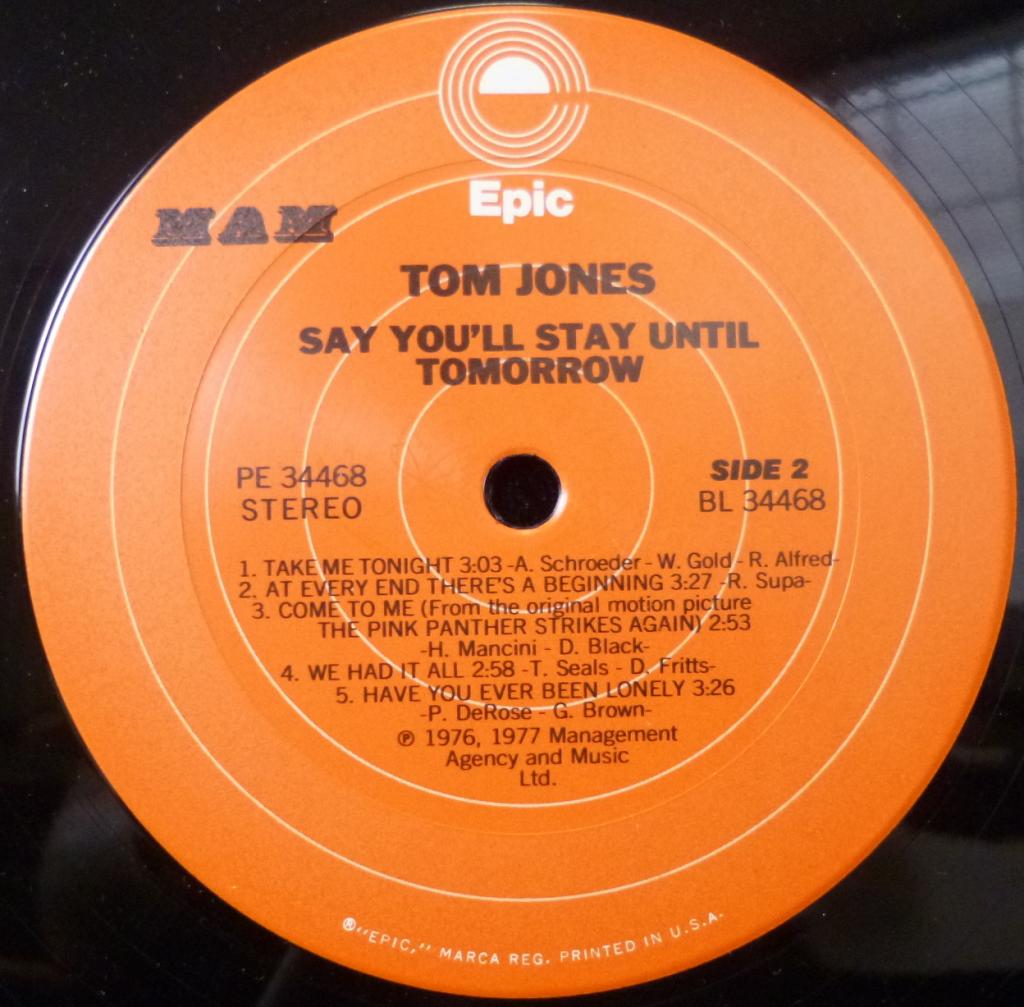 Epic
MAM
TOM JONES
SAY YOU'LL STAY UNTIL
TOMORROW
PE 34468
STEREO
SIDE 2
BL 34468
1. TAKE ME TONIGHT 3:03 -A. Schroeder - W. Gold - R. Alfred-
2. AT EVERY END THERE'S A BEGINNING 3:27 -R. Supa-
3. COME TO ME (From the original motion picture
THE PINK PANTHER STRIKES AGAIN) 2:53
-H. Mancini - D. Black-
4. WE HAD IT ALL 2:58 -T. Seals - D. Fritts-
5. HAVE YOU EVER BEEN LONELY 3:26
-P. DeRose - G. Brown-
℗ 1976, 1977 Management
Agency and Music
Ltd.
®"EPIC," MARCA REG. PRINTED IN U.S.A.